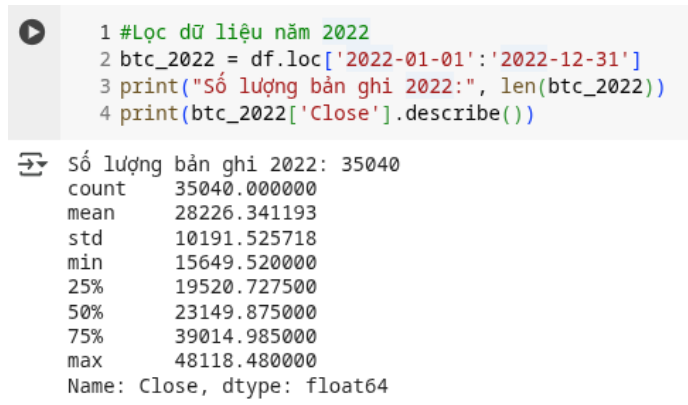 1 #Lọc dữ liệu năm 2022
2 btc_2022 = df.loc['2022-01-01':'2022-12-31']
3 print("Số lượng bản ghi 2022:", len(btc_2022))
4 print(btc_2022['Close'].describe())
Số lượng bản ghi 2022: 35040
count    35040.000000
mean     28226.341193
std      10191.525718
min      15649.520000
25%      19520.727500
50%      23149.875000
75%      39014.985000
max      48118.480000
Name: Close, dtype: float64